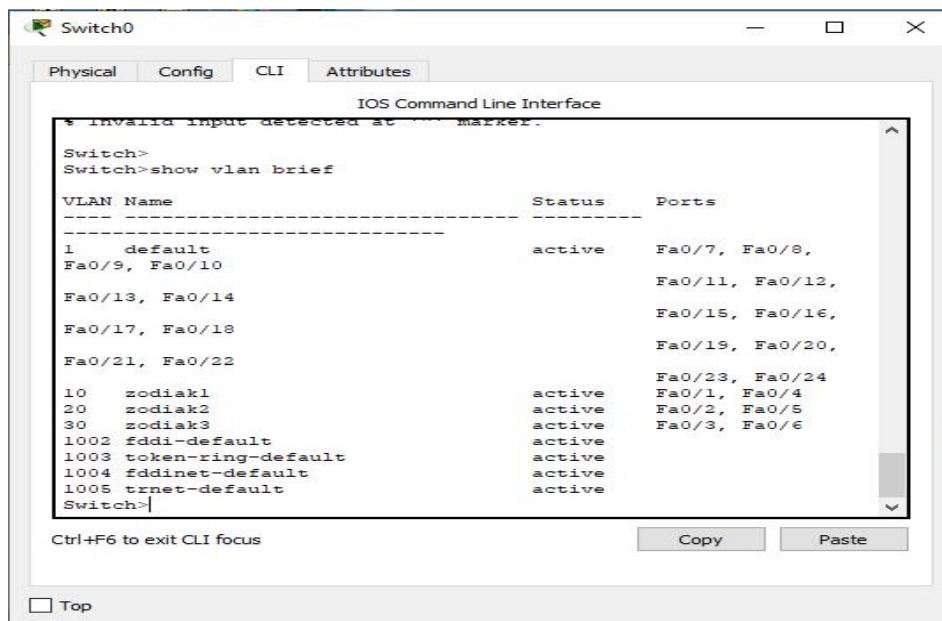 Switch0
Physical Config CLI Attributes
IOS Command Line Interface
% Invalid input detected at '^' marker.
Switch>
Switch>show vlan brief
VLAN Name Status Ports
---- -------------------------------- ---------
-------------------------------
1 default active Fa0/7, Fa0/8,
Fa0/9, Fa0/10
Fa0/11, Fa0/12,
Fa0/13, Fa0/14
Fa0/15, Fa0/16,
Fa0/17, Fa0/18
Fa0/19, Fa0/20,
Fa0/21, Fa0/22
Fa0/23, Fa0/24
10 zodiak1 active Fa0/1, Fa0/4
20 zodiak2 active Fa0/2, Fa0/5
30 zodiak3 active Fa0/3, Fa0/6
1002 fddi-default active
1003 token-ring-default active
1004 fddinet-default active
1005 trnet-default active
Switch>
Ctrl+F6 to exit CLI focus
Copy Paste
Top